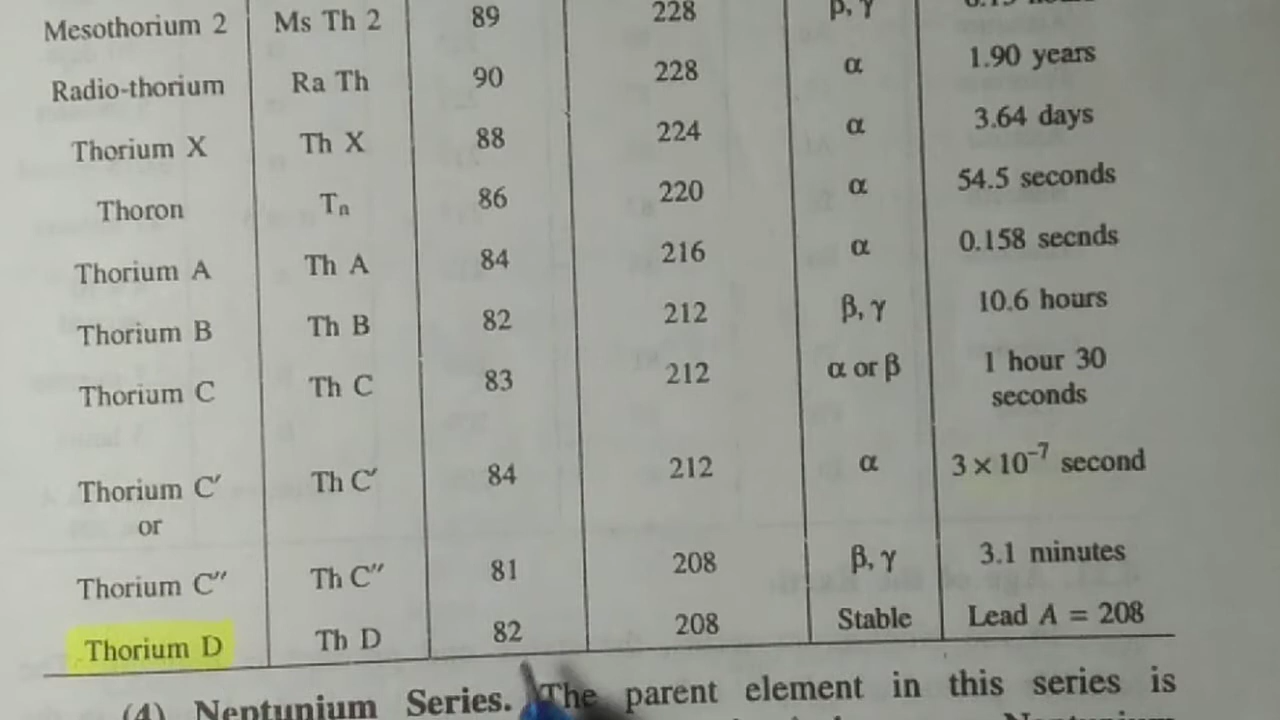 Mesothorium 2 Ms Th 2 89 228 β, γ
Radio-thorium Ra Th 90 228 α 1.90 years
Thorium X Th X 88 224 α 3.64 days
Thoron Tn 86 220 α 54.5 seconds
Thorium A Th A 84 216 α 0.158 secnds
Thorium B Th B 82 212 β, γ 10.6 hours
Thorium C Th C 83 212 α or β 1 hour 30
seconds
Thorium C′ Th C′ 84 212 α 3 × 10⁻⁷ second
or
Thorium C″ Th C″ 81 208 β, γ 3.1 minutes
Thorium D Th D 82 208 Stable Lead A = 208
(4) Neptunium Series. The parent element in this series is